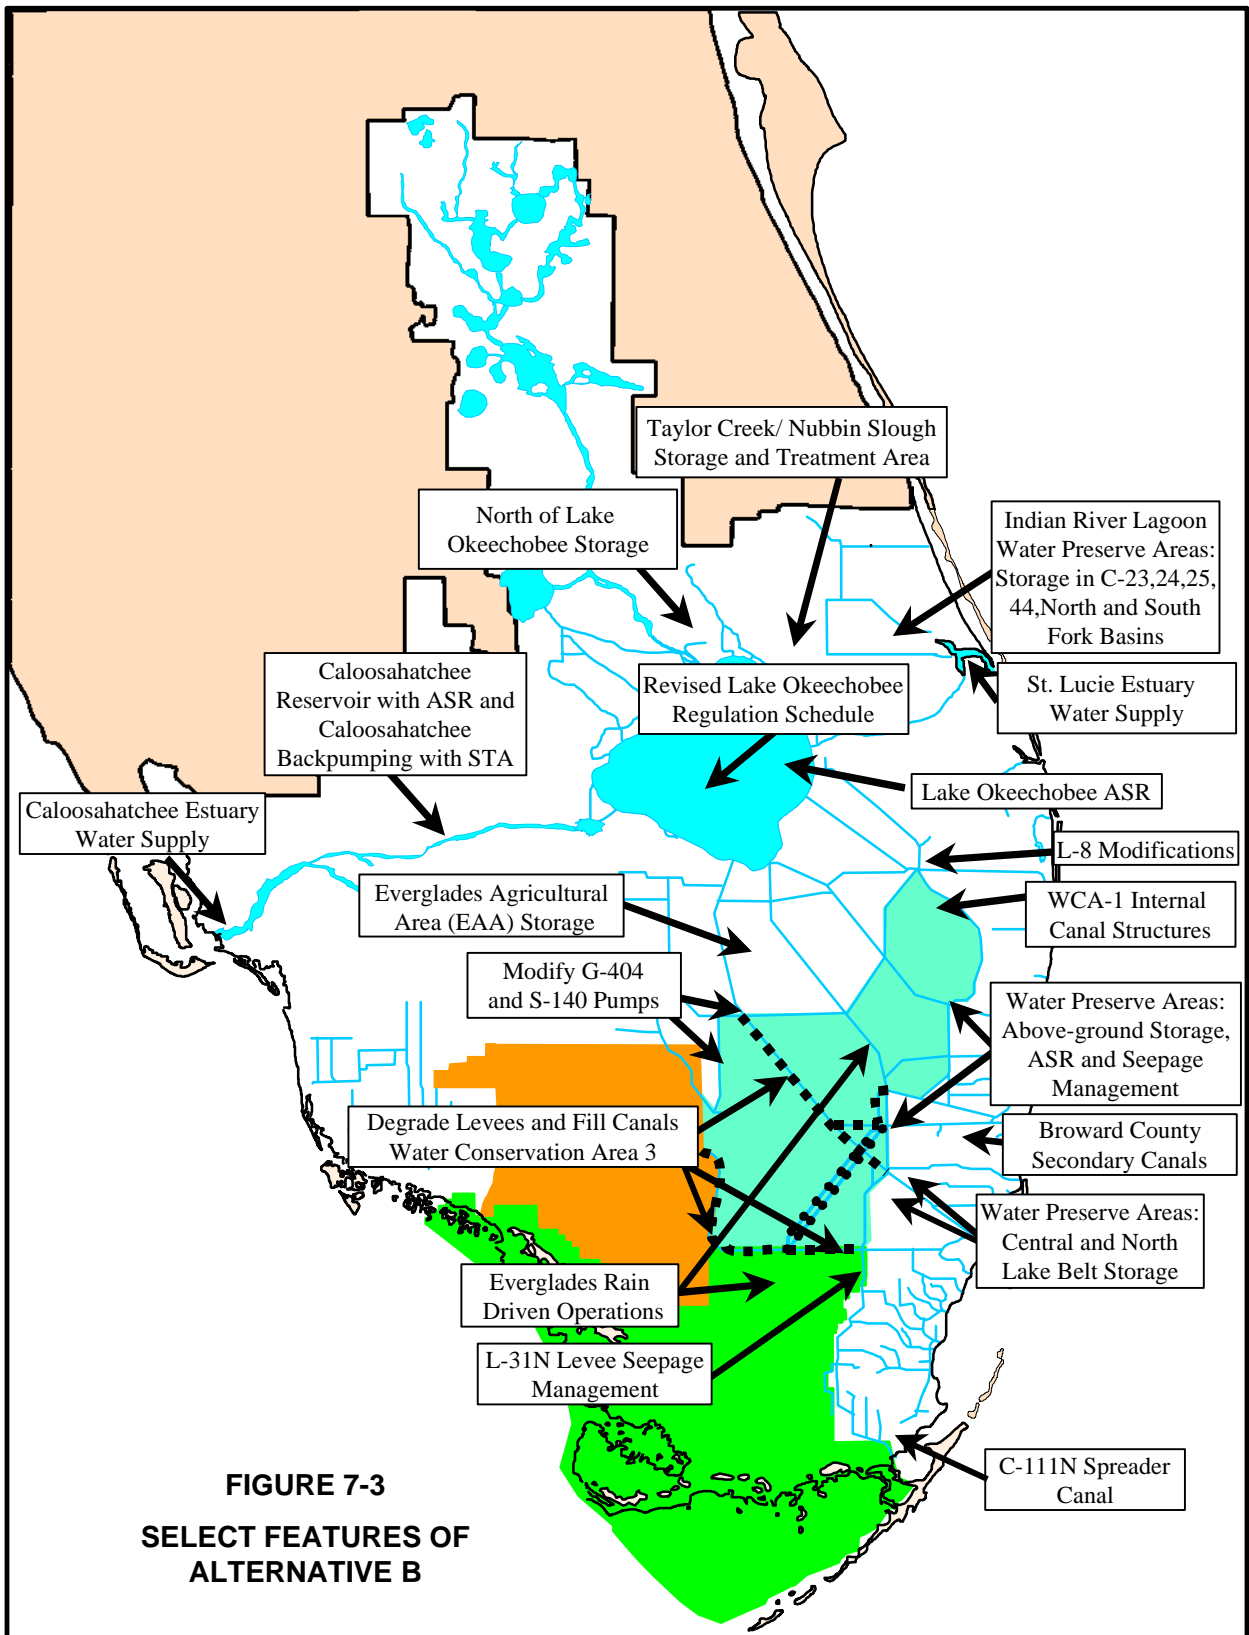 Taylor Creek/ Nubbin Slough
Storage and Treatment Area
North of Lake
Okeechobee Storage
Indian River Lagoon
Water Preserve Areas:
Storage in C-23,24,25,
44,North and South
Fork Basins
Caloosahatchee
Reservoir with ASR and
Caloosahatchee
Backpumping with STA
Revised Lake Okeechobee
Regulation Schedule
St. Lucie Estuary
Water Supply
Caloosahatchee Estuary
Water Supply
Lake Okeechobee ASR
L-8 Modifications
Everglades Agricultural
Area (EAA) Storage
WCA-1 Internal
Canal Structures
Modify G-404
and S-140 Pumps
Water Preserve Areas:
Above-ground Storage,
ASR and Seepage
Management
Degrade Levees and Fill Canals
Water Conservation Area 3
Broward County
Secondary Canals
Water Preserve Areas:
Central and North
Lake Belt Storage
Everglades Rain
Driven Operations
L-31N Levee Seepage
Management
C-111N Spreader
Canal
FIGURE 7-3
SELECT FEATURES OF
ALTERNATIVE B